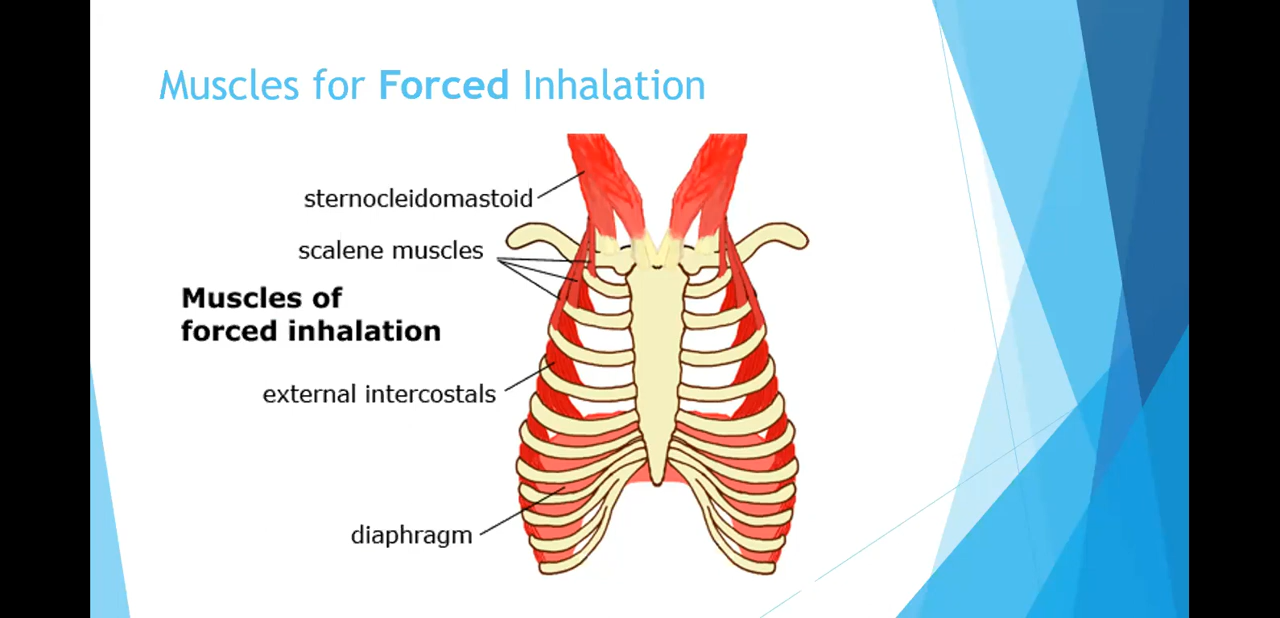 Muscles for Forced Inhalation
sternocleidomastoid
scalene muscles
Muscles of
forced inhalation
external intercostals
diaphragm